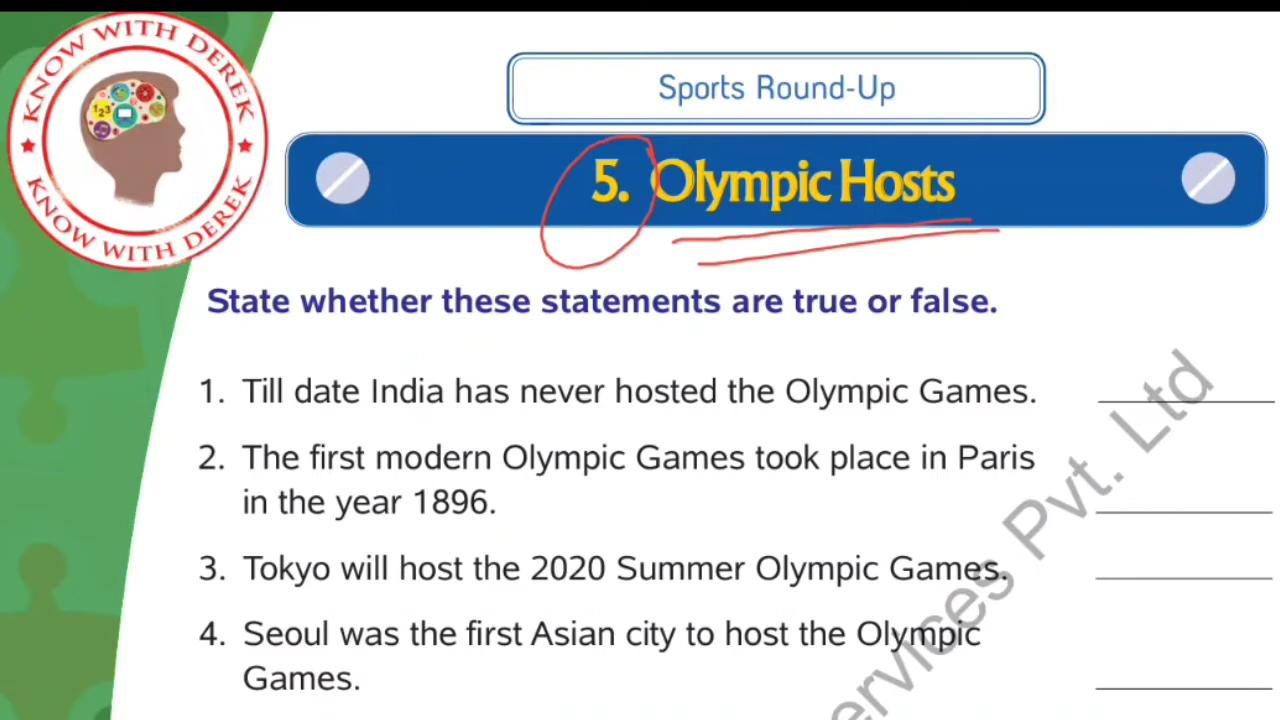 KNOW WITH DEREK
KNOW WITH DEREK
123
Sports Round-Up
5. Olympic Hosts
State whether these statements are true or false.
1. Till date India has never hosted the Olympic Games.
2. The first modern Olympic Games took place in Paris
in the year 1896.
3. Tokyo will host the 2020 Summer Olympic Games.
4. Seoul was the first Asian city to host the Olympic
Games.
ervices Pvt. Ltd